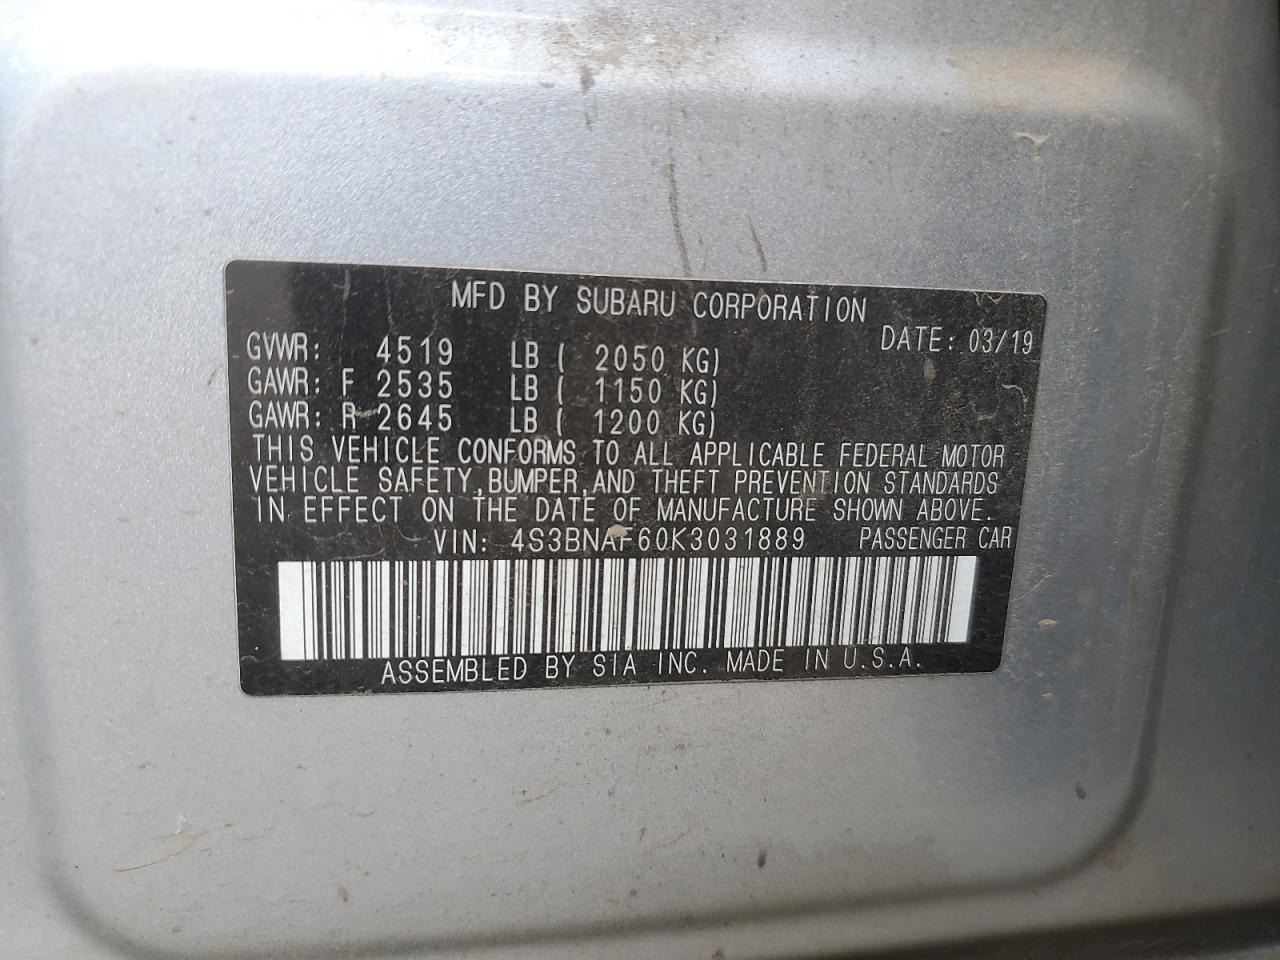 MFD BY SUBARU CORPORATION
DATE: 03/19
GVWR: 4519 LB ( 2050 KG)
GAWR: F 2535 LB ( 1150 KG)
GAWR: R 2645 LB ( 1200 KG)
THIS VEHICLE CONFORMS TO ALL APPLICABLE FEDERAL MOTOR
VEHICLE SAFETY,BUMPER,AND THEFT PREVENTION STANDARDS
IN EFFECT ON THE DATE OF MANUFACTURE SHOWN ABOVE.
VIN: 4S3BNAF60K3031889 PASSENGER CAR
ASSEMBLED BY SIA INC. MADE IN U.S.A.